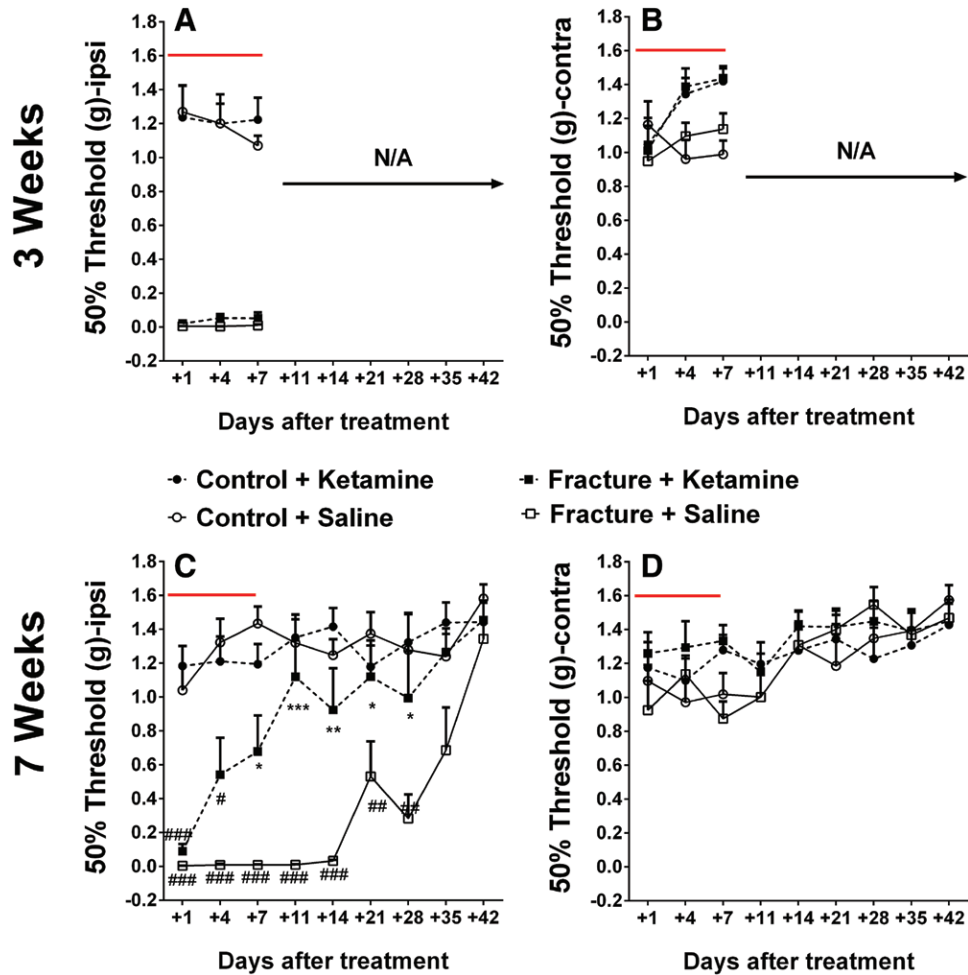 3 Weeks
A
50% Threshold (g)-ipsi
1.8
1.6
1.4
1.2
1.0
0.8
0.6
0.4
0.2
0.0
-0.2
N/A
+1 +4 +7 +11 +14 +21 +28 +35 +42
Days after treatment
B
50% Threshold (g)-contra
1.8
1.6
1.4
1.2
1.0
0.8
0.6
0.4
0.2
0.0
-0.2
N/A
+1 +4 +7 +11 +14 +21 +28 +35 +42
Days after treatment
Control + Ketamine
Fracture + Ketamine
Control + Saline
Fracture + Saline
7 Weeks
C
50% Threshold (g)-ipsi
1.8
1.6
1.4
1.2
1.0
0.8
0.6
0.4
0.2
0.0
-0.2
*** ** * *
*
#
###
## ##
### ### ### ### ###
+1 +4 +7 +11 +14 +21 +28 +35 +42
Days after treatment
D
50% Threshold (g)-contra
1.8
1.6
1.4
1.2
1.0
0.8
0.6
0.4
0.2
0.0
-0.2
+1 +4 +7 +11 +14 +21 +28 +35 +42
Days after treatment